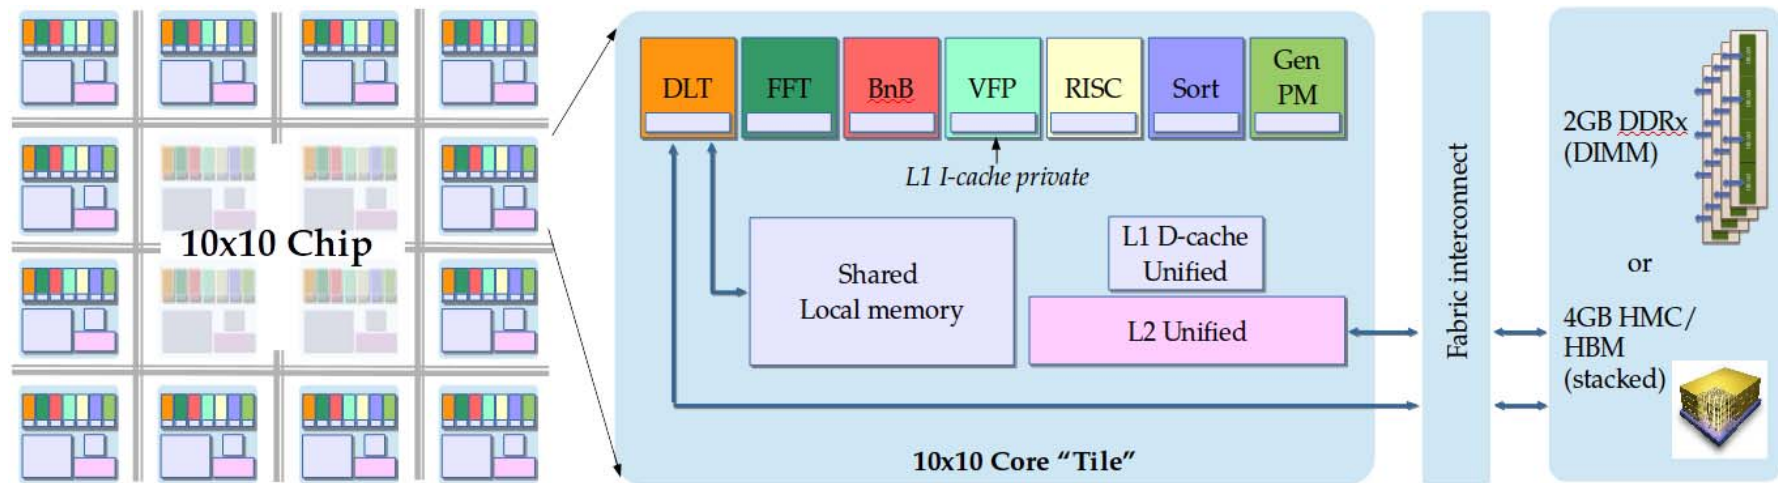 10x10 Chip
DLT
FFT
BnB
VFP
RISC
Sort
Gen
PM
L1 I-cache private
Shared
Local memory
L1 D-cache
Unified
L2 Unified
10x10 Core “Tile”
Fabric interconnect
2GB DDRx
(DIMM)
or
4GB HMC/
HBM
(stacked)